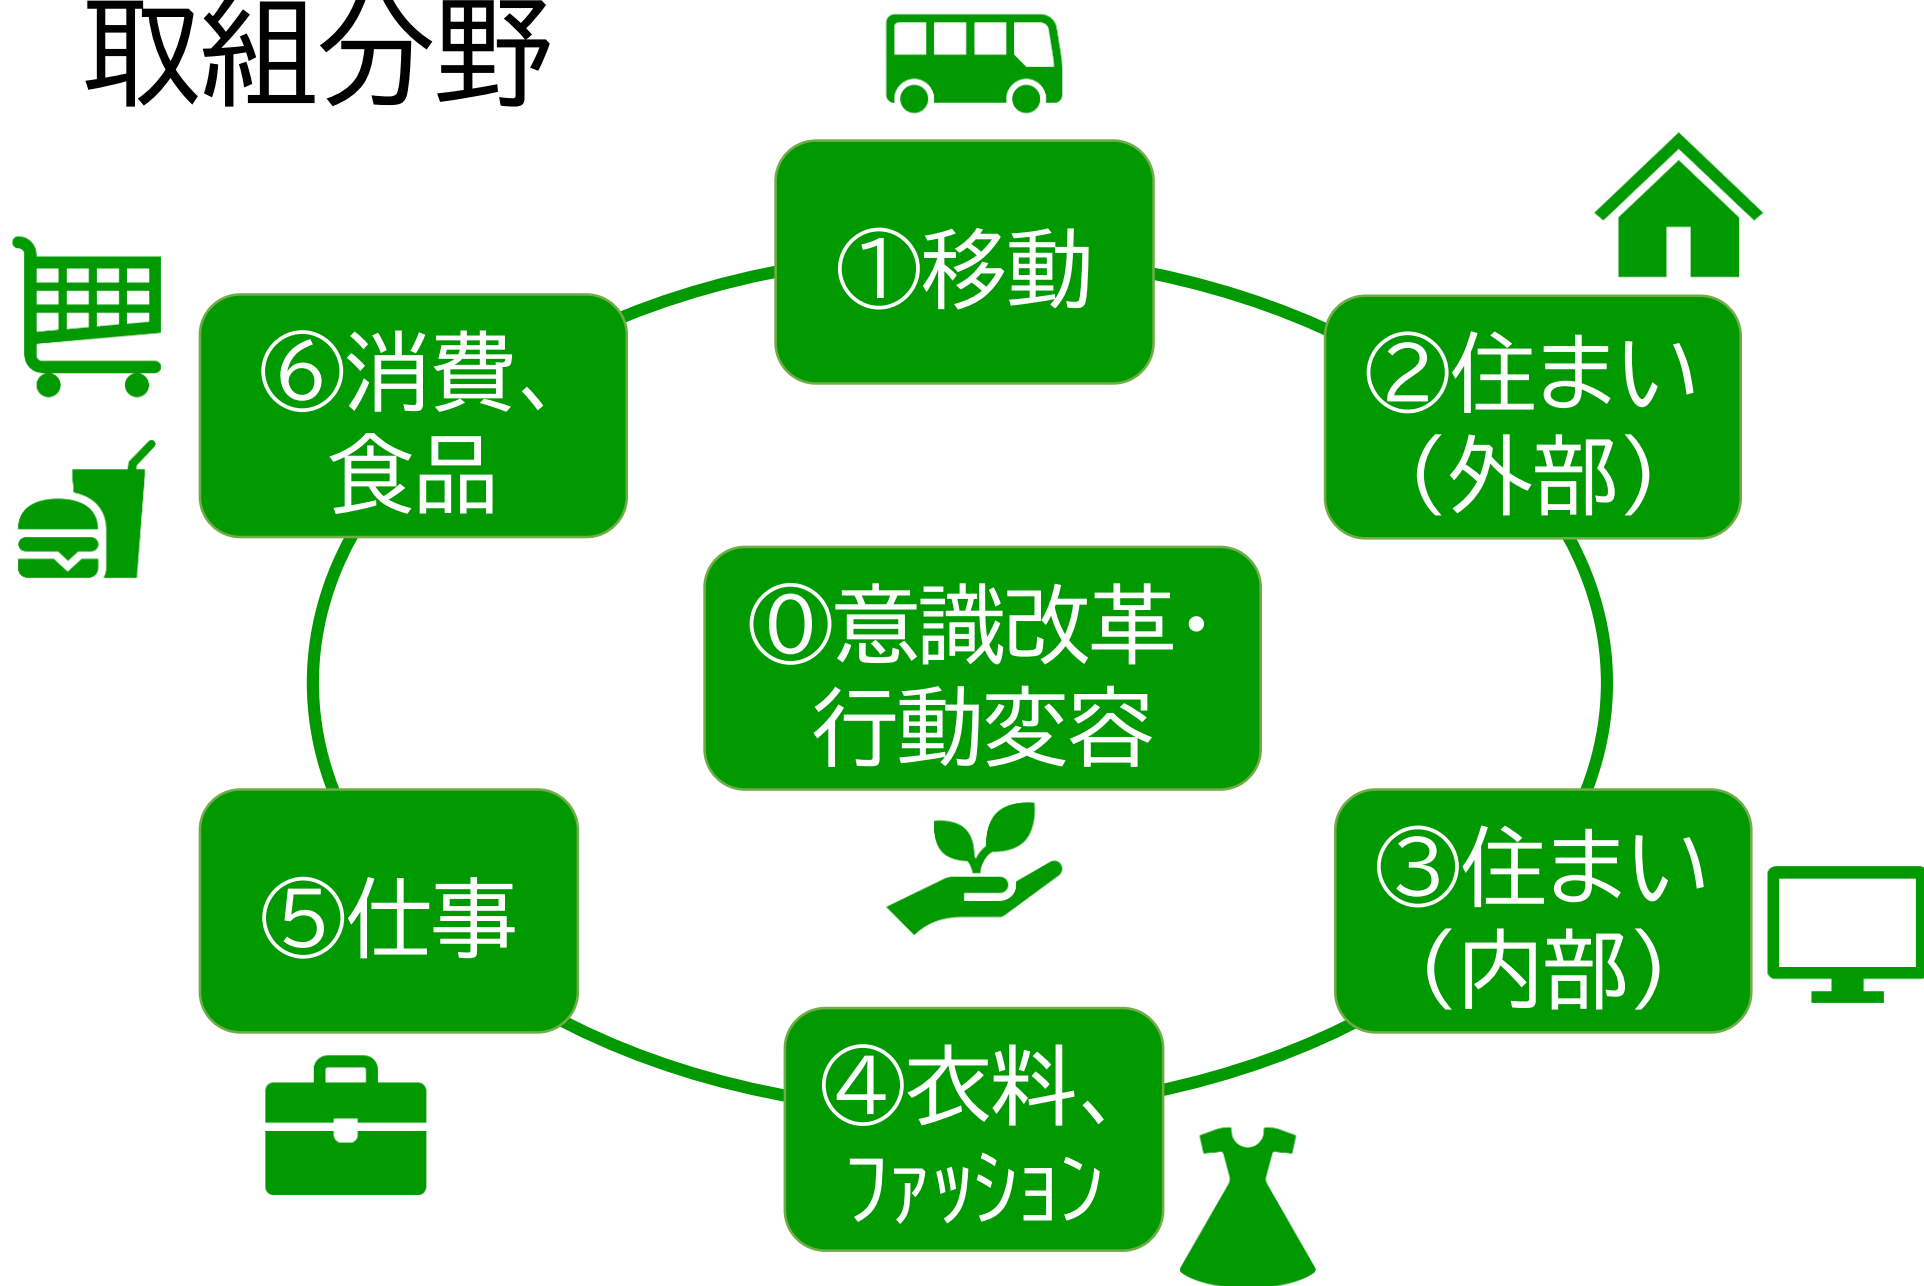 取組分野
①移動
②住まい
（外部）
③住まい
（内部）
④衣料、
ﾌｧｯｼｮﾝ
⑤仕事
⑥消費、
食品
⓪意識改革・
行動変容